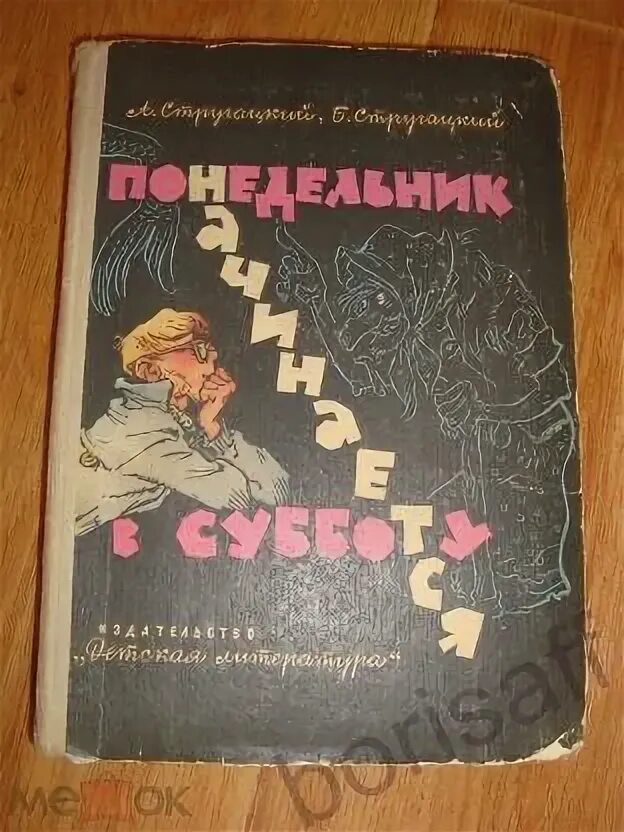 А. Стругацкий, Б. Стругацкий
ПОНЕДЕЛЬНИК
НАЧИНАЕТСЯ
В СУББОТУ
ИЗДАТЕЛЬСТВО
„Детская литература“
borisaff
мешок